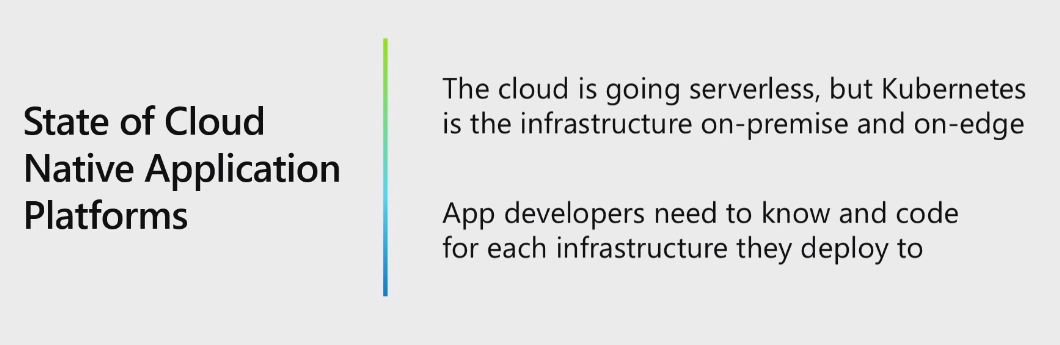 State of Cloud
Native Application
Platforms
The cloud is going serverless, but Kubernetes
is the infrastructure on-premise and on-edge
App developers need to know and code
for each infrastructure they deploy to